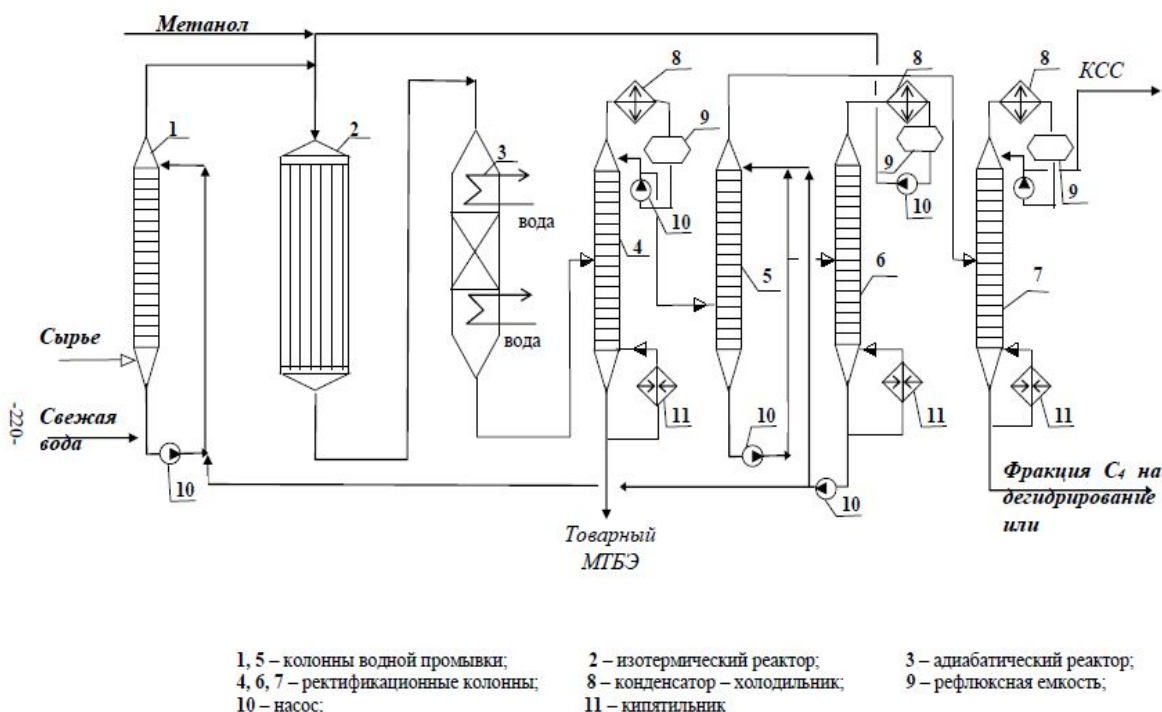 Метанол
8
8
8
КСС
1
2
9
3
9
9
вода
10
10
4
5
6
7
10
Сырье
вода
Свежая
вода
-220-
10
11
10
11
11
10
Фракция С₄ на
дегидрирование
или
Товарный
МТБЭ
1, 5 – колонны водной промывки;
2 – изотермический реактор;
3 – адиабатический реактор;
4, 6, 7 – ректификационные колонны;
8 – конденсатор – холодильник;
9 – рефлюксная емкость;
10 – насос;
11 – кипятильник